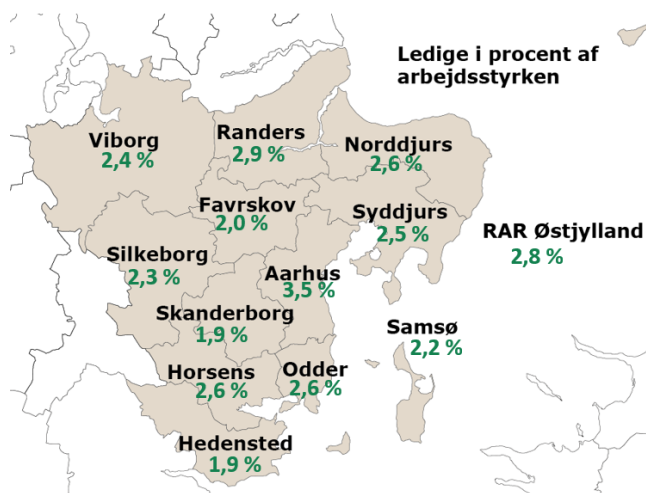 Ledige i procent af
arbejdsstyrken
Viborg
2,4 %
Randers
2,9 %
Norddjurs
2,6 %
Favrskov
2,0 %
Syddjurs
2,5 %
RAR Østjylland
2,8 %
Silkeborg
2,3 %
Aarhus
3,5 %
Skanderborg
1,9 %
Samsø
2,2 %
Horsens
2,6 %
Odder
2,6 %
Hedensted
1,9 %